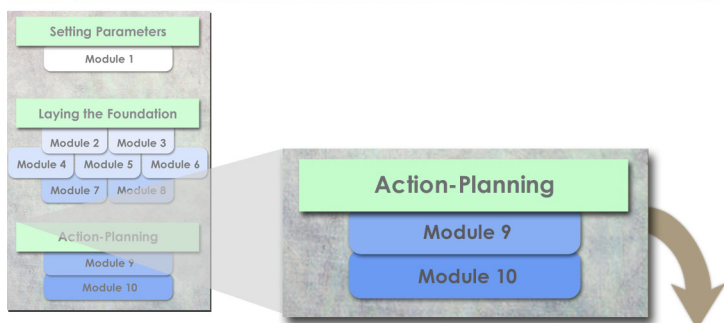 Setting Parameters
Module 1
Laying the Foundation
Module 2 Module 3
Module 4 Module 5 Module 6
Module 7 Module 8
Action-Planning
Module 9
Module 10
Action-Planning
Module 9
Module 10